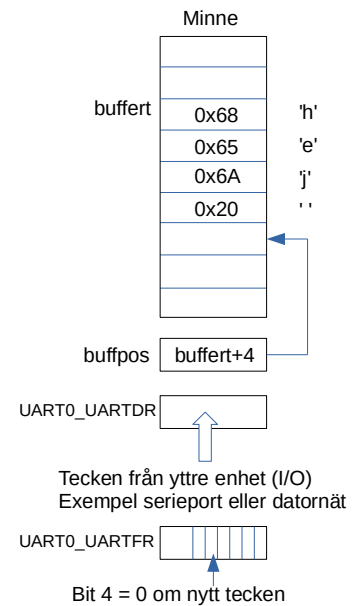 Minne
buffert
0x68 'h'
0x65 'e'
0x6A 'j'
0x20 ' '
buffpos buffert+4
UART0_UARTDR
Tecken från yttre enhet (I/O)
Exempel serieport eller datornät
UART0_UARTFR
Bit 4 = 0 om nytt tecken